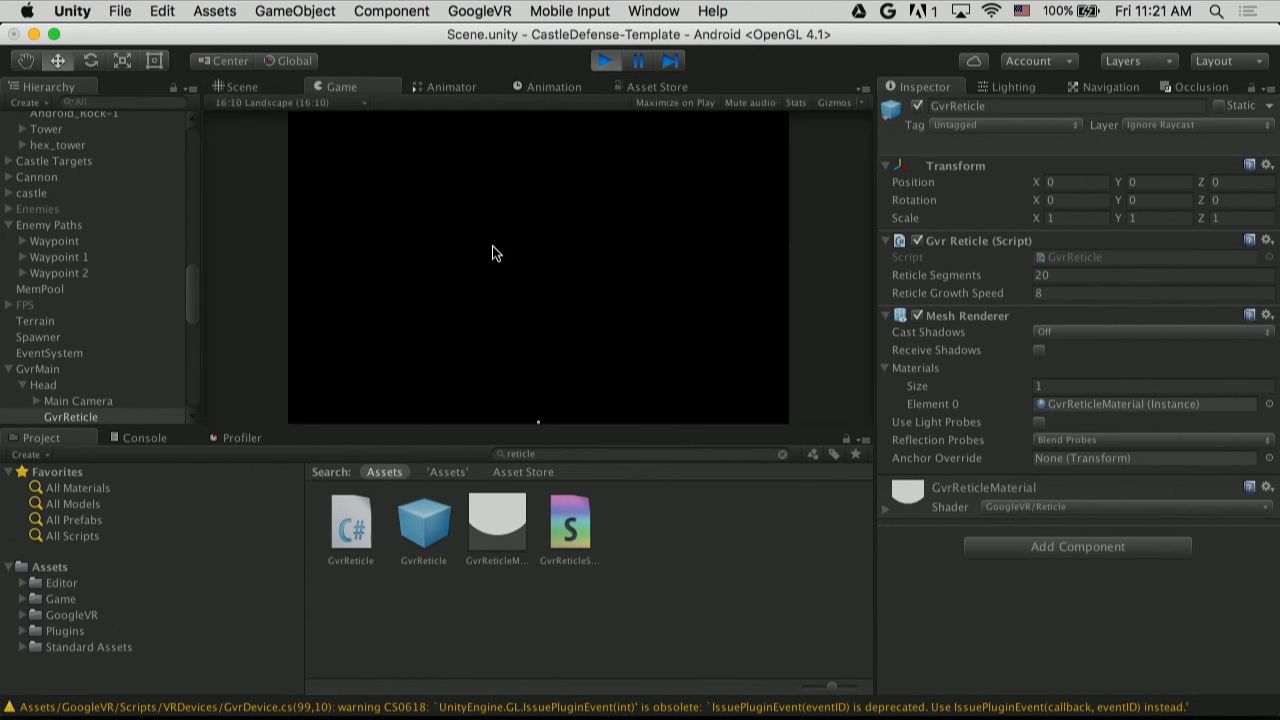 Unity File Edit Assets GameObject Component GoogleVR Mobile Input Window Help 1 100% Fri 11:21 AM
Scene.unity - CastleDefense-Template - Android <OpenGL 4.1>
Center Global Account Layers Layout
Hierarchy Scene Game Animator Animation Asset Store Inspector Lighting Navigation Occlusion
Create All 16:10 Landscape (16:10) Maximize on Play Mute audio Stats Gizmos GvrReticle Static
Android_Rock-1
Tag Untagged Layer Ignore Raycast
Tower
hex_tower
Castle Targets
Transform
Cannon
Position X 0 Y 0 Z 0
castle
Rotation X 0 Y 0 Z 0
Enemies
Scale X 1 Y 1 Z 1
Enemy Paths
Waypoint
Gvr Reticle (Script)
Waypoint 1
Script GvrReticle
Waypoint 2
Reticle Segments 20
MemPool
Reticle Growth Speed 8
FPS
Terrain
Mesh Renderer
Spawner
Cast Shadows Off
EventSystem
Receive Shadows
GvrMain
Materials
Head
Size 1
Main Camera
Element 0 GvrReticleMaterial (Instance)
GvrReticle
Use Light Probes
Project Console Profiler
Reflection Probes Blend Probes
Create reticle
Anchor Override None (Transform)
Favorites Search: Assets 'Assets' Asset Store
All Materials
GvrReticleMaterial
All Models
Shader GoogleVR/Reticle
All Prefabs
All Scripts
C#
S
Add Component
GvrReticle GvrReticle GvrReticleM... GvrReticleS...
Assets
Editor
Game
GoogleVR
Plugins
Standard Assets
Assets/GoogleVR/Scripts/VRDevices/GvrDevice.cs(99,10): warning CS0618: `UnityEngine.GL.IssuePluginEvent(int)' is obsolete: `IssuePluginEvent(eventID) is deprecated. Use IssuePluginEvent(callback, eventID) instead.'